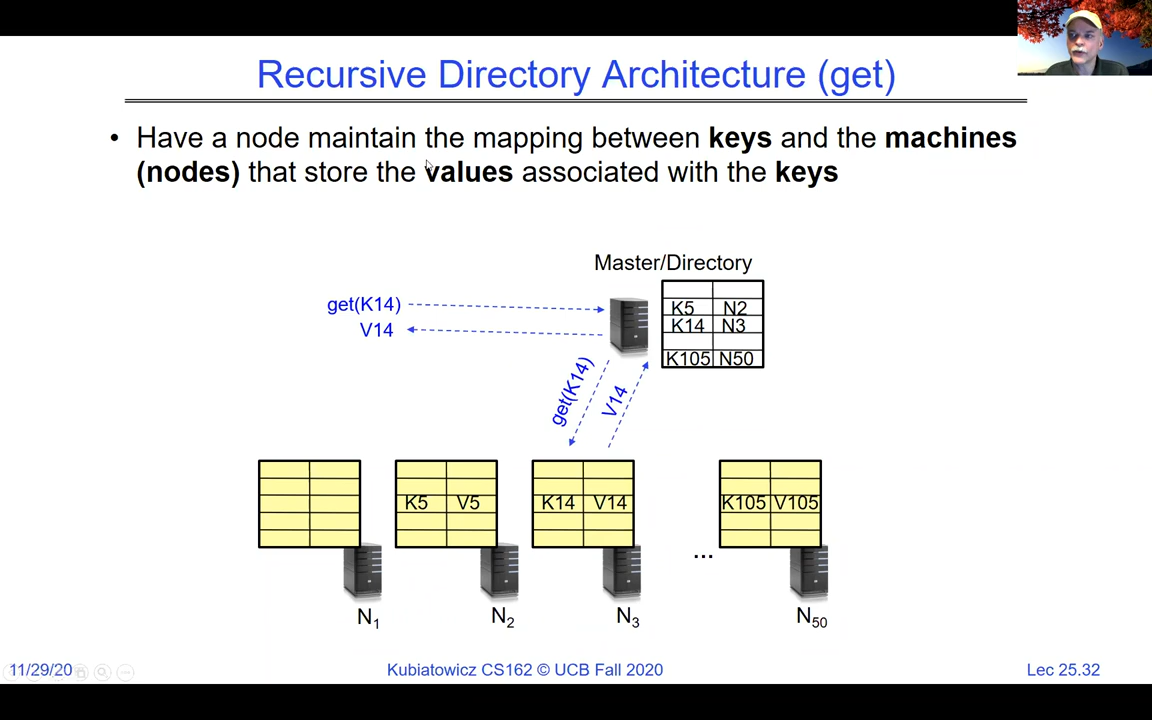 Recursive Directory Architecture (get)
• Have a node maintain the mapping between keys and the machines
(nodes) that store the values associated with the keys
Master/Directory
get(K14)
V14
K5 N2
K14 N3
K105 N50
get(K14)
V14
K5 V5
K14 V14
K105 V105
...
N1
N2
N3
N50
11/29/20
Kubiatowicz CS162 © UCB Fall 2020
Lec 25.32